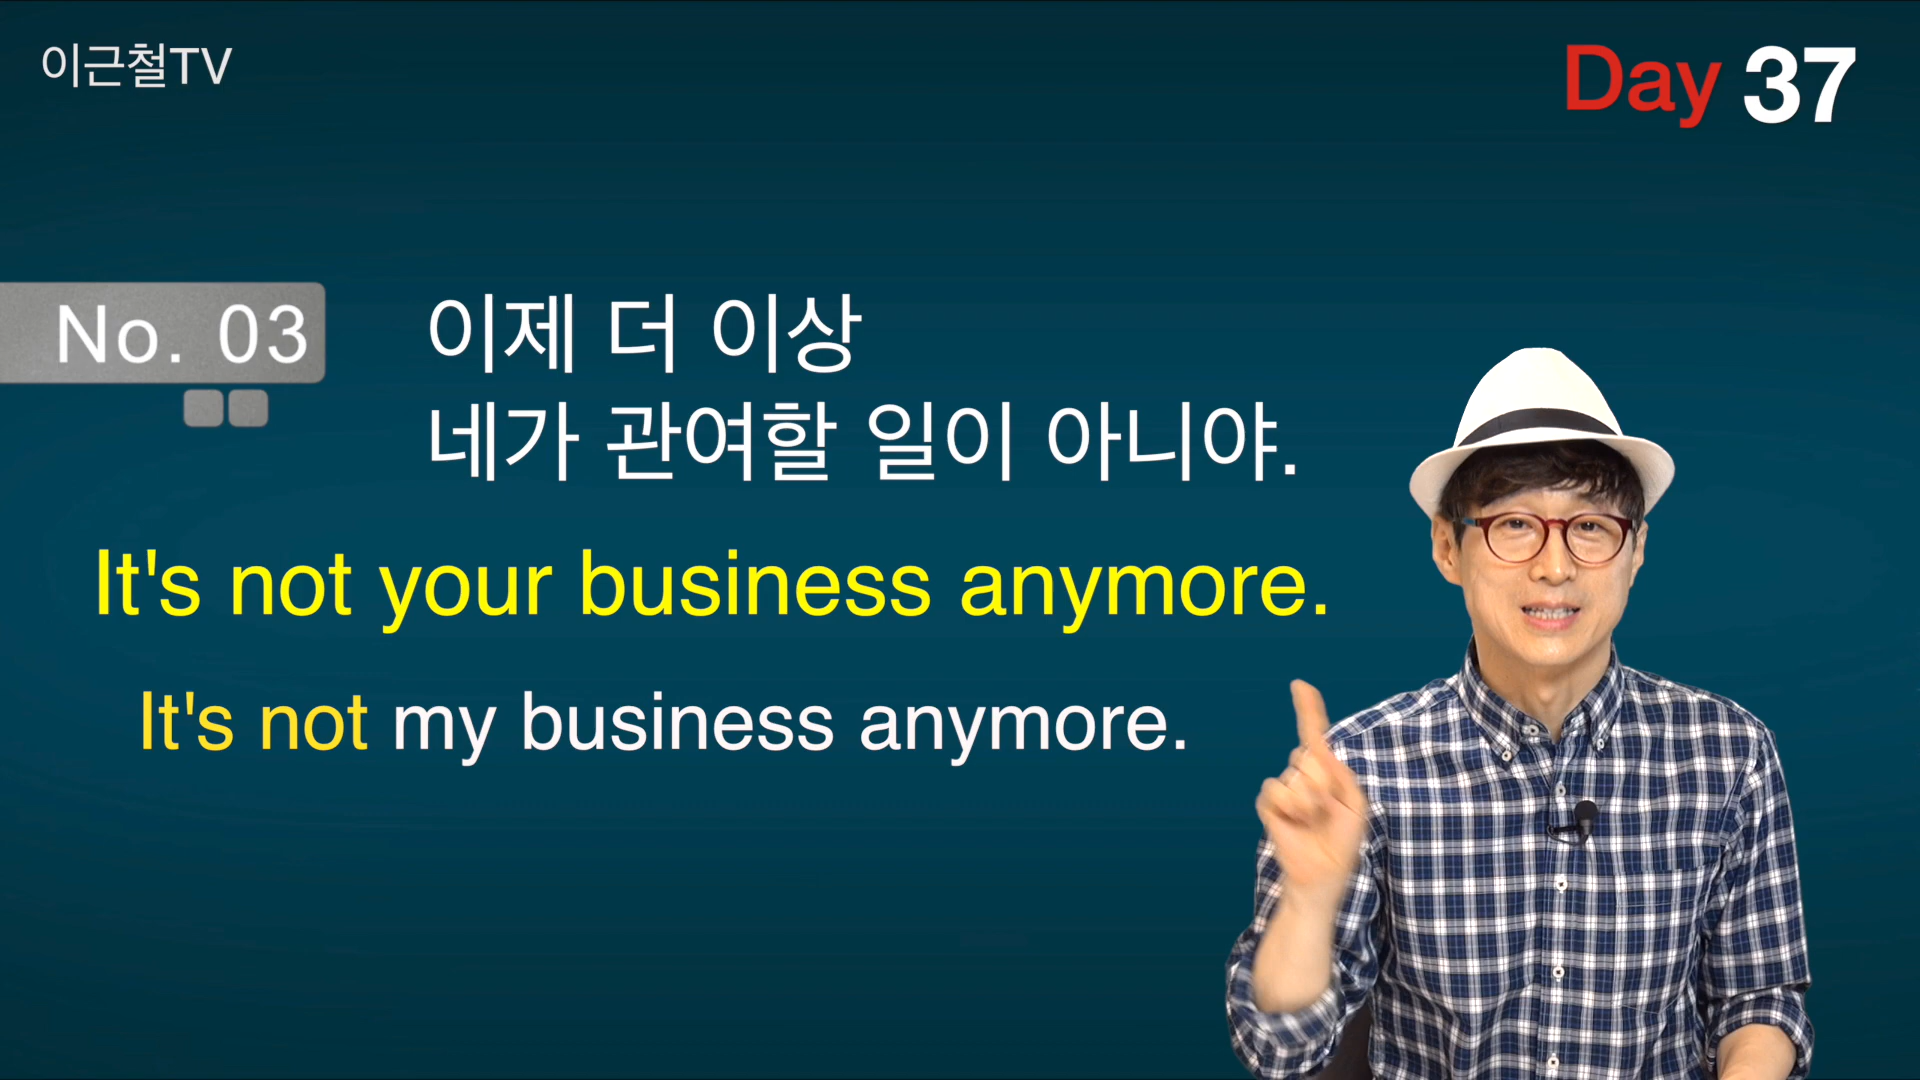 이근철TV
Day 37
No. 03
이제 더 이상
네가 관여할 일이 아니야.
It's not your business anymore.
It's not my business anymore.